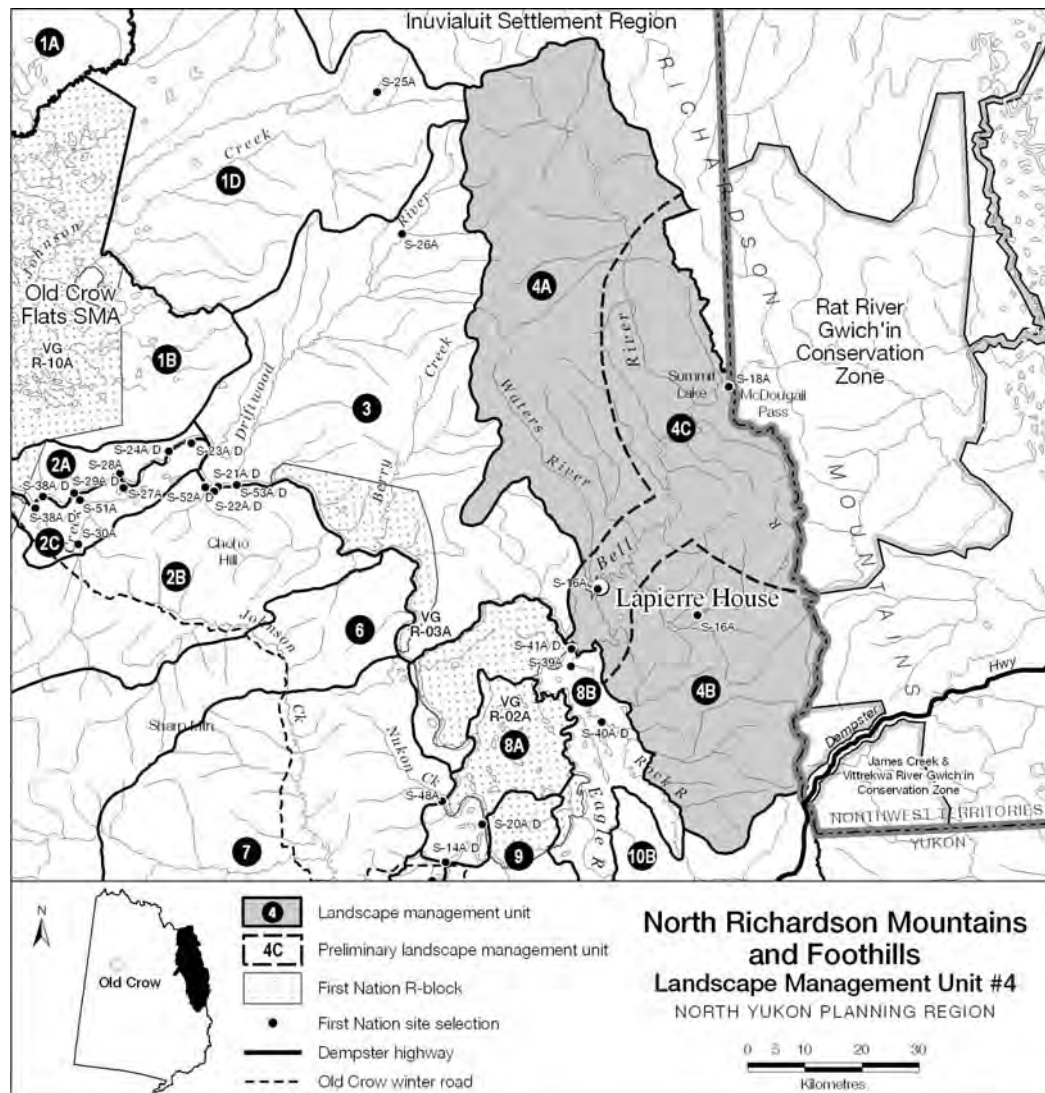 Inuvialuit Settlement Region
1A
S-25A
RICHARDSON
MOUNTAINS
Creek
1D
River
S-26A
Johnson
4A
Old Crow
Flats SMA
VG
R-10A
Rat River
Gwich'in
Conservation
Zone
1B
River
Creek
Summit
Lake
S-18A
McDougall
Pass
3
Driftwood
Waters
River
4C
Berry
S-24A D
S-23A D
2A
S-28A
S-21A D
S-38A D
S-29A D
S-27A
S-52A D
S-53A D
S-22A D
S-51A
S-38A D
S-30A
2C
Choho
Hill
2B
R
Bell
S-16A
Lapierre House
S-16A
Johnson
6
VG
R-03A
S-41A D
S-39A
8B
4B
VG
R-02A
8A
S-40A D
Hwy
Dempster
Sharp Mtn
Ck
Nukon
Ck
Rock R
James Creek &
Vittrekwa River Gwich'in
Conservation Zone
S-48A
Eagle R
NORTHWEST TERRITORIES
YUKON
S-20A D
7
S-14A D
9
10B
N
Old Crow
4
Landscape management unit
4C
Preliminary landscape management unit
First Nation R-block
First Nation site selection
Dempster highway
Old Crow winter road
North Richardson Mountains
and Foothills
Landscape Management Unit #4
NORTH YUKON PLANNING REGION
0 10 20 30
Kilometres